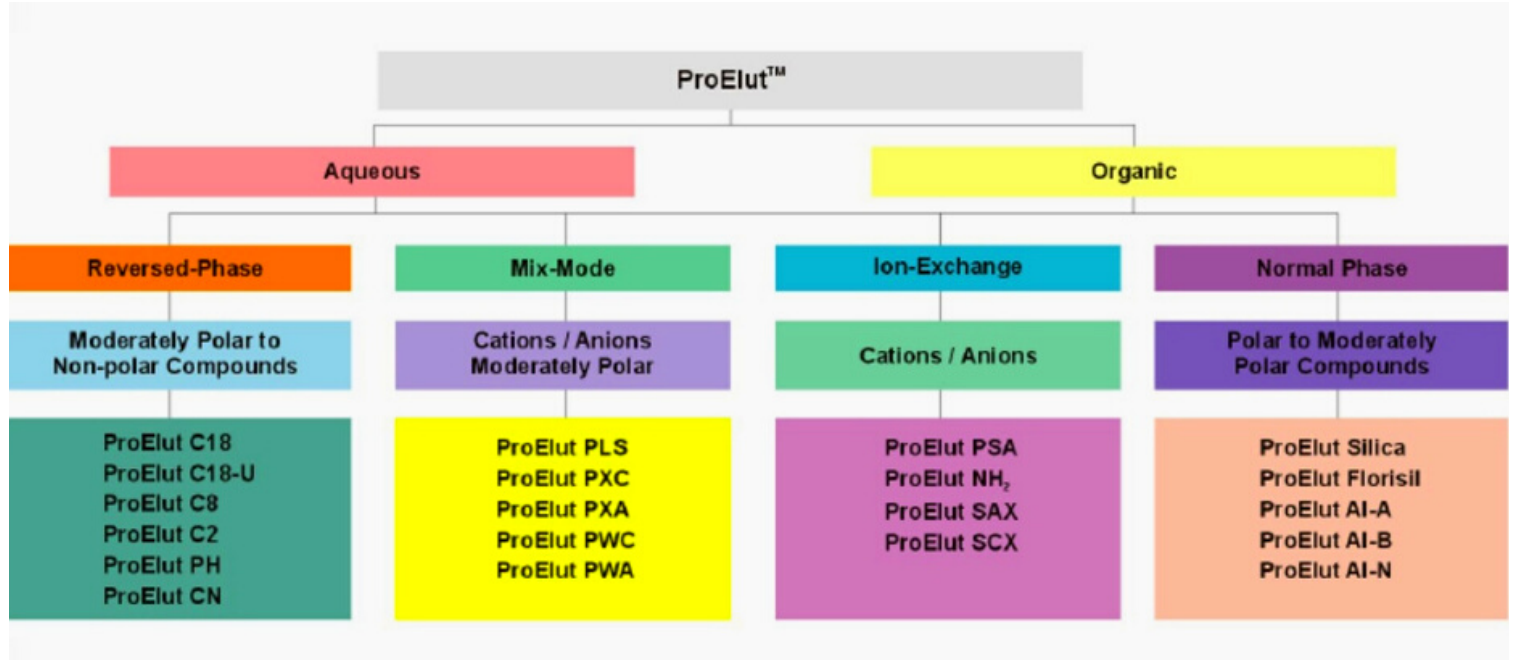 ProElut™
Aqueous
Organic
Reversed-Phase
Mix-Mode
Ion-Exchange
Normal Phase
Moderately Polar to
Non-polar Compounds
Cations / Anions
Moderately Polar
Cations / Anions
Polar to Moderately
Polar Compounds
ProElut C18
ProElut C18-U
ProElut C8
ProElut C2
ProElut PH
ProElut CN
ProElut PLS
ProElut PXC
ProElut PXA
ProElut PWC
ProElut PWA
ProElut PSA
ProElut NH₂
ProElut SAX
ProElut SCX
ProElut Silica
ProElut Florisil
ProElut AI-A
ProElut AI-B
ProElut AI-N